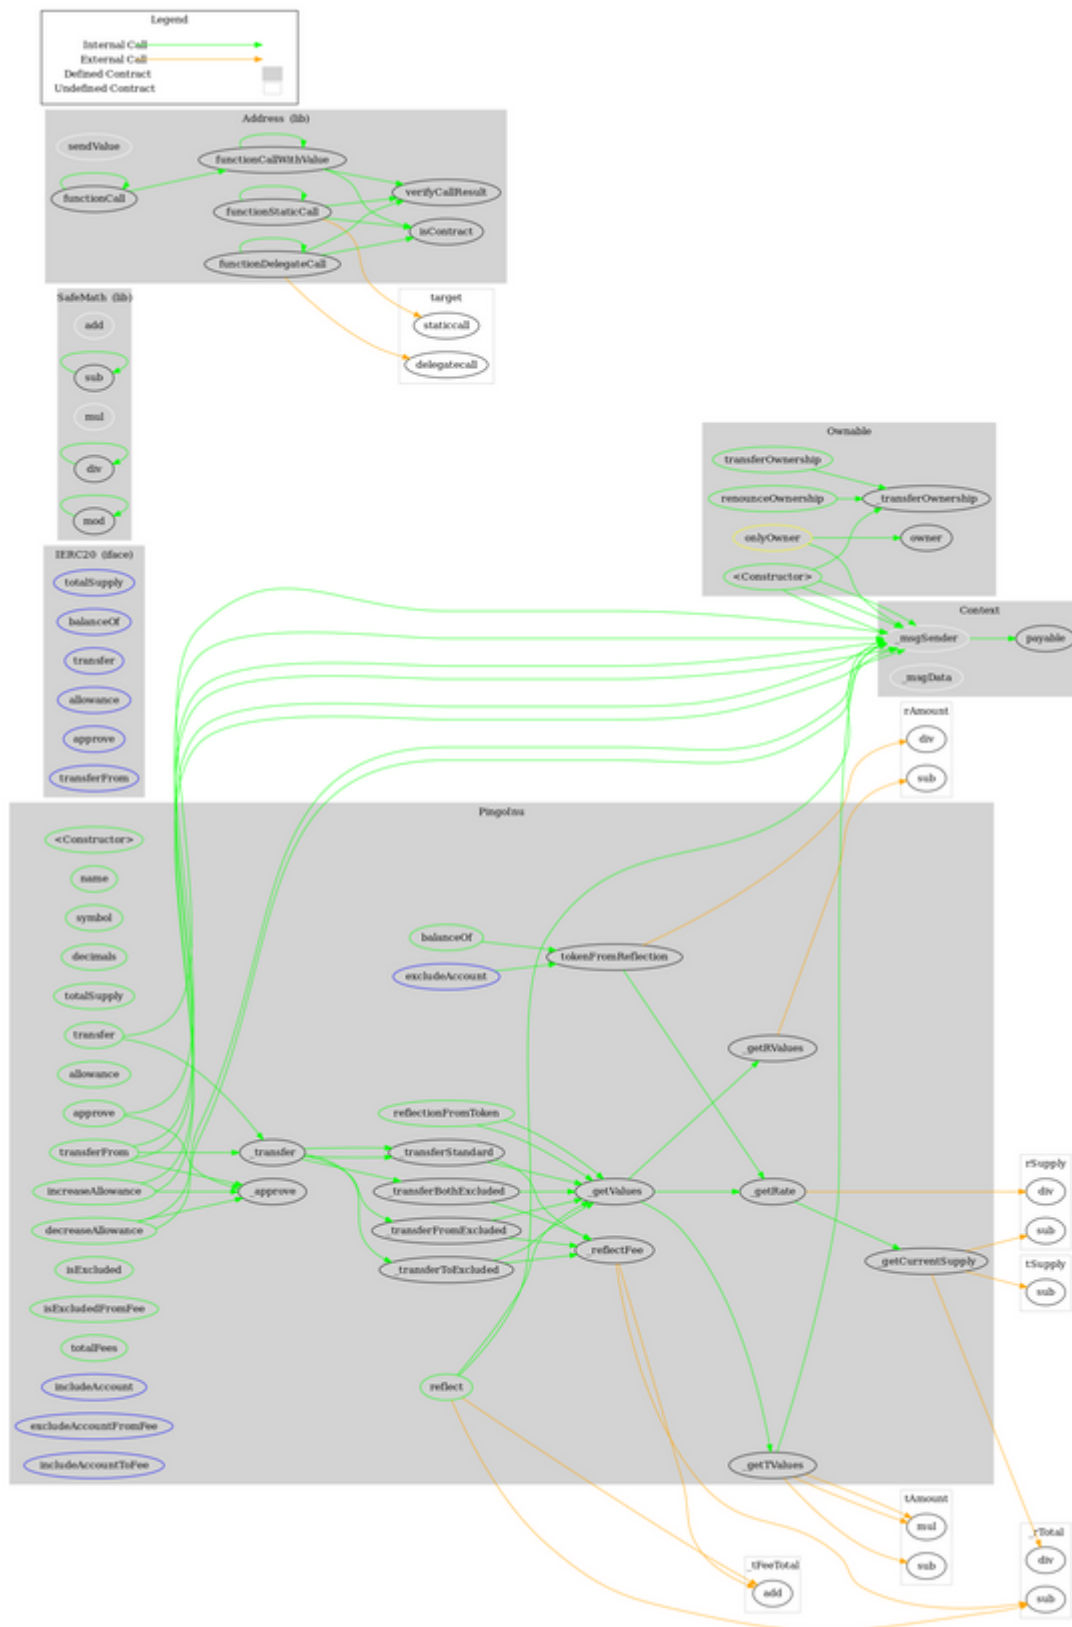 Legend
Internal Call
External Call
Defined Contract
Undefined Contract
Address (lib)
sendValue
functionCall
functionCallWithValue
functionStaticCall
functionDelegateCall
verifyCallResult
isContract
target
staticcall
delegatecall
SafeMath (lib)
add
sub
mul
div
mod
IERC20 (iface)
totalSupply
balanceOf
transfer
allowance
approve
transferFrom
Ownable
transferOwnership
renounceOwnership
onlyOwner
<Constructor>
_transferOwnership
owner
Context
_msgSender
payable
_msgData
rAmount
div
sub
PingoInu
<Constructor>
name
symbol
decimals
totalSupply
transfer
allowance
approve
transferFrom
increaseAllowance
decreaseAllowance
isExcluded
isExcludedFromFee
totalFees
includeAccount
excludeAccountFromFee
includeAccountToFee
_transfer
_approve
balanceOf
excludeAccount
reflectionFromToken
_transferStandard
_transferBothExcluded
_transferFromExcluded
_transferToExcluded
reflect
tokenFromReflection
_getValues
_reflectFee
_getRValues
_getRate
_getTValues
_getCurrentSupply
rSupply
div
sub
tSupply
sub
tAmount
mul
sub
_rTotal
div
sub
_tFeeTotal
add